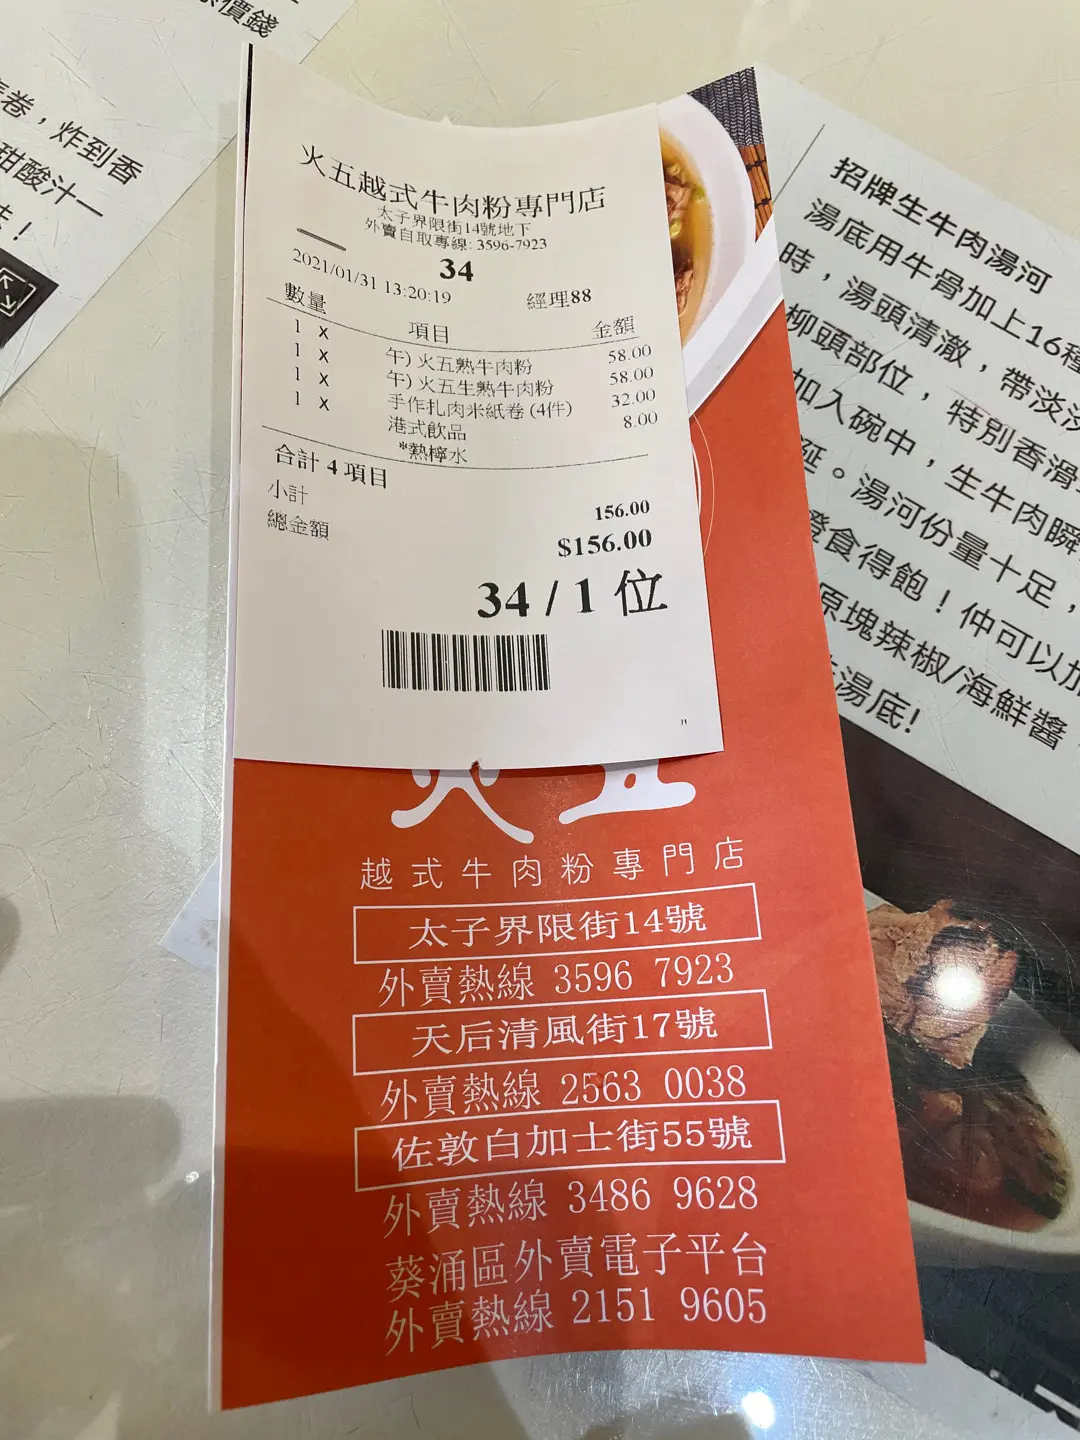 價錢
卷，炸到香
甜酸汁一
！
火五越式牛肉粉專門店
太子界限街14號地下
外賣自取專線: 3596-7923
34
2021/01/31 13:20:19 經理88
數量 項目 金額
1 x 午) 火五熟牛肉粉 58.00
1 x 午) 火五生熟牛肉粉 58.00
1 x 手作扎肉米紙卷 (4件) 32.00
1 x 港式飲品 8.00
*熱檸水
合計 4 項目
小計 156.00
總金額 $156.00
34 / 1 位
火五
越式牛肉粉專門店
太子界限街14號
外賣熱線 3596 7923
天后清風街17號
外賣熱線 2563 0038
佐敦白加士街55號
外賣熱線 3486 9628
葵涌區外賣電子平台
外賣熱線 2151 9605
招牌生牛肉湯河
湯底用牛骨加上16種
時，湯頭清澈，帶淡淡
柳頭部位，特別香滑
加入碗中，生牛肉瞬
涎。湯河份量十足，
食得飽！仲可以加
原塊辣椒/海鮮醬
湯底!